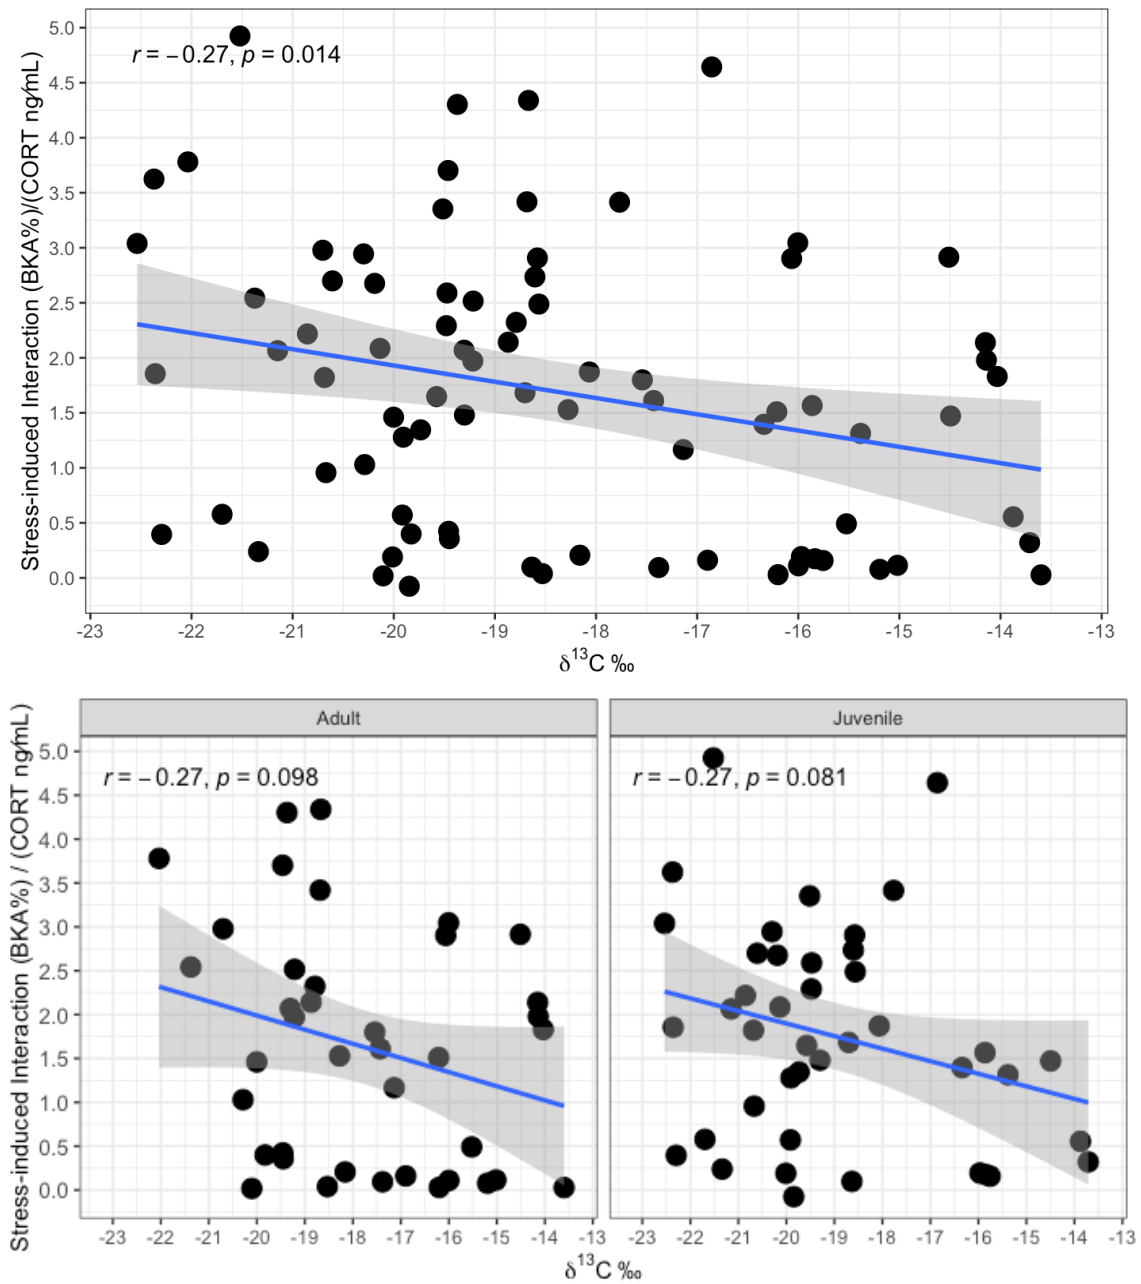 Stress-induced Interaction (BKA%)/(CORT ng/mL)
5.0
4.5
4.0
3.5
3.0
2.5
2.0
1.5
1.0
0.5
0.0
r = −0.27, p = 0.014
-23 -22 -21 -20 -19 -18 -17 -16 -15 -14 -13
δ13C ‰
Adult Juvenile
Stress-induced Interaction (BKA%) / (CORT ng/mL)
5.0
4.5
4.0
3.5
3.0
2.5
2.0
1.5
1.0
0.5
0.0
r = −0.27, p = 0.098 r = −0.27, p = 0.081
-23 -22 -21 -20 -19 -18 -17 -16 -15 -14 -13 -23 -22 -21 -20 -19 -18 -17 -16 -15 -14 -13
δ13C ‰